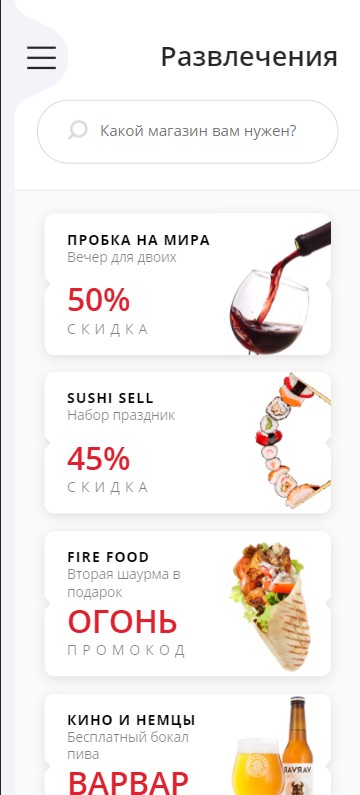 Развлечения
Какой магазин вам нужен?
ПРОБКА НА МИРА
Вечер для двоих
50%
СКИДКА
SUSHI SELL
Набор праздник
45%
СКИДКА
FIRE FOOD
Вторая шаурма в
подарок
ОГОНЬ
ПРОМОКОД
КИНО И НЕМЦЫ
Бесплатный бокал
пива
ВАРВАР